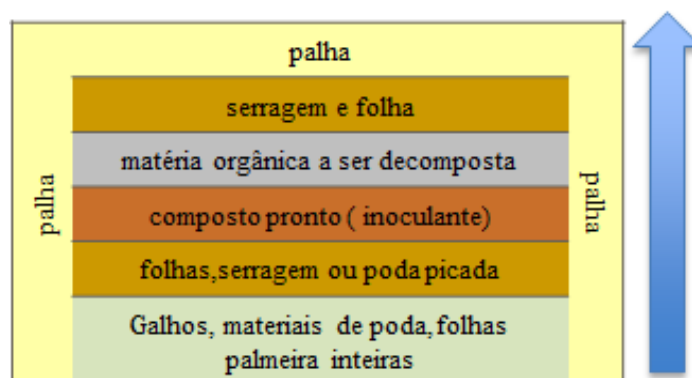 palha
serragem e folha
matéria orgânica a ser decomposta
palha
palha
composto pronto ( inoculante)
folhas,serragem ou poda picada
Galhos, materiais de poda, folhas
palmeira inteiras